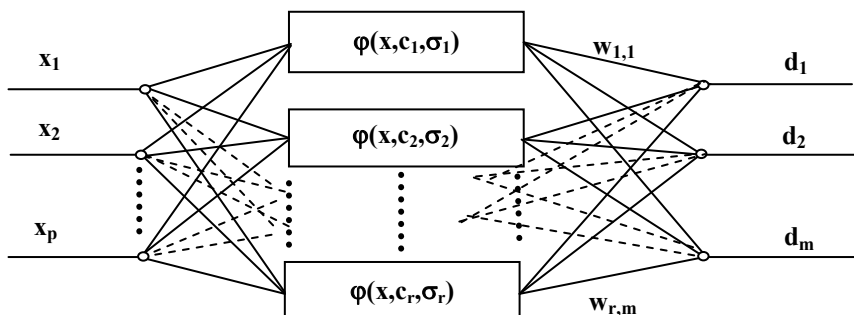 φ(x,c1,σ1)
w1,1
x1
d1
x2
φ(x,c2,σ2)
d2
xp
dm
φ(x,cr,σr)
wr,m